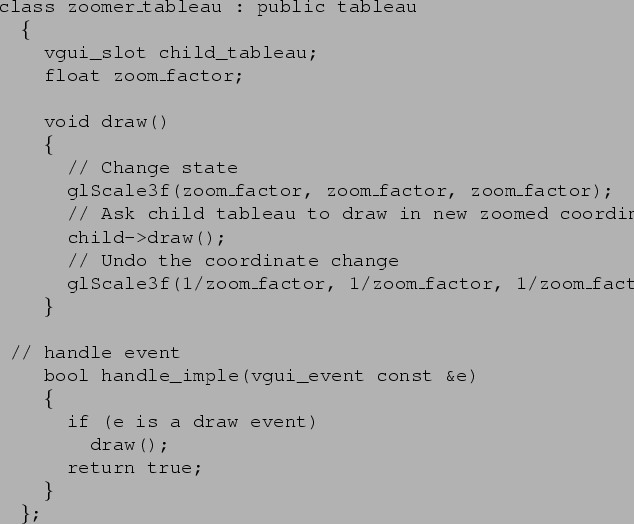 class zoomer_tableau : public tableau
{
vgui_slot child_tableau;
float zoom_factor;
void draw()
{
// Change state
glScale3f(zoom_factor, zoom_factor, zoom_factor);
// Ask child tableau to draw in new zoomed coordin
child->draw();
// Undo the coordinate change
glScale3f(1/zoom_factor, 1/zoom_factor, 1/zoom_fact
}
// handle event
bool handle_imple(vgui_event const &e)
{
if (e is a draw event)
draw();
return true;
}
};